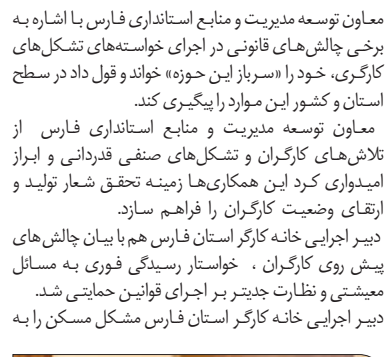 معاون توسعه مدیریت و منابع استانداری فارس با اشاره به
برخی چالش‌های قانونی در اجرای خواسته‌های تشکل‌های
کارگری، خود را «سرباز این حوزه» خواند و قول داد در سطح
استان و کشور این موارد را پیگیری کند.
معاون توسعه مدیریت و منابع استانداری فارس از
تلاش‌های کارگران و تشکل‌های صنفی قدردانی و ابراز
امیدواری کرد این همکاری‌ها زمینه تحقق شعار تولید و
ارتقای وضعیت کارگران را فراهم سازد.
دبیر اجرایی خانه کارگر استان فارس هم با بیان چالش های
پیش روی کارگران ، خواستار رسیدگی فوری به مسائل
معیشتی و نظارت جدیتر بر اجرای قوانین حمایتی شد.
دبیر اجرایی خانه کارگر استان فارس مشکل مسکن را به